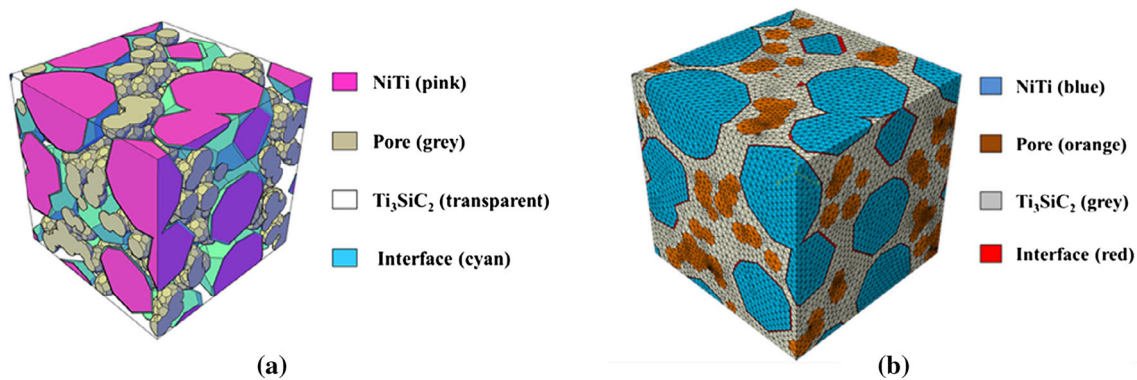 NiTi (pink)
Pore (grey)
Ti₃SiC₂ (transparent)
Interface (cyan)
(a)
NiTi (blue)
Pore (orange)
Ti₃SiC₂ (grey)
Interface (red)
(b)